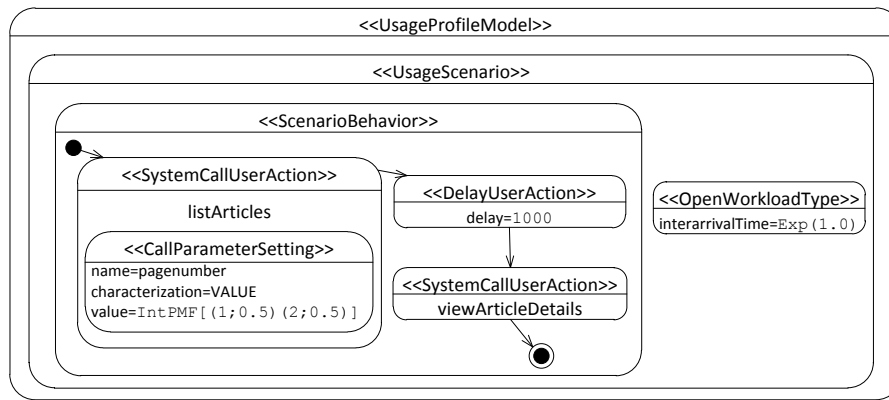 <<UsageProfileModel>>
<<UsageScenario>>
<<ScenarioBehavior>>
<<SystemCallUserAction>>
listArticles
<<CallParameterSetting>>
name=pagenumber
characterization=VALUE
value=IntPMF[(1;0.5)(2;0.5)]
<<DelayUserAction>>
delay=1000
<<SystemCallUserAction>>
viewArticleDetails
<<OpenWorkloadType>>
interarrivalTime=Exp(1.0)